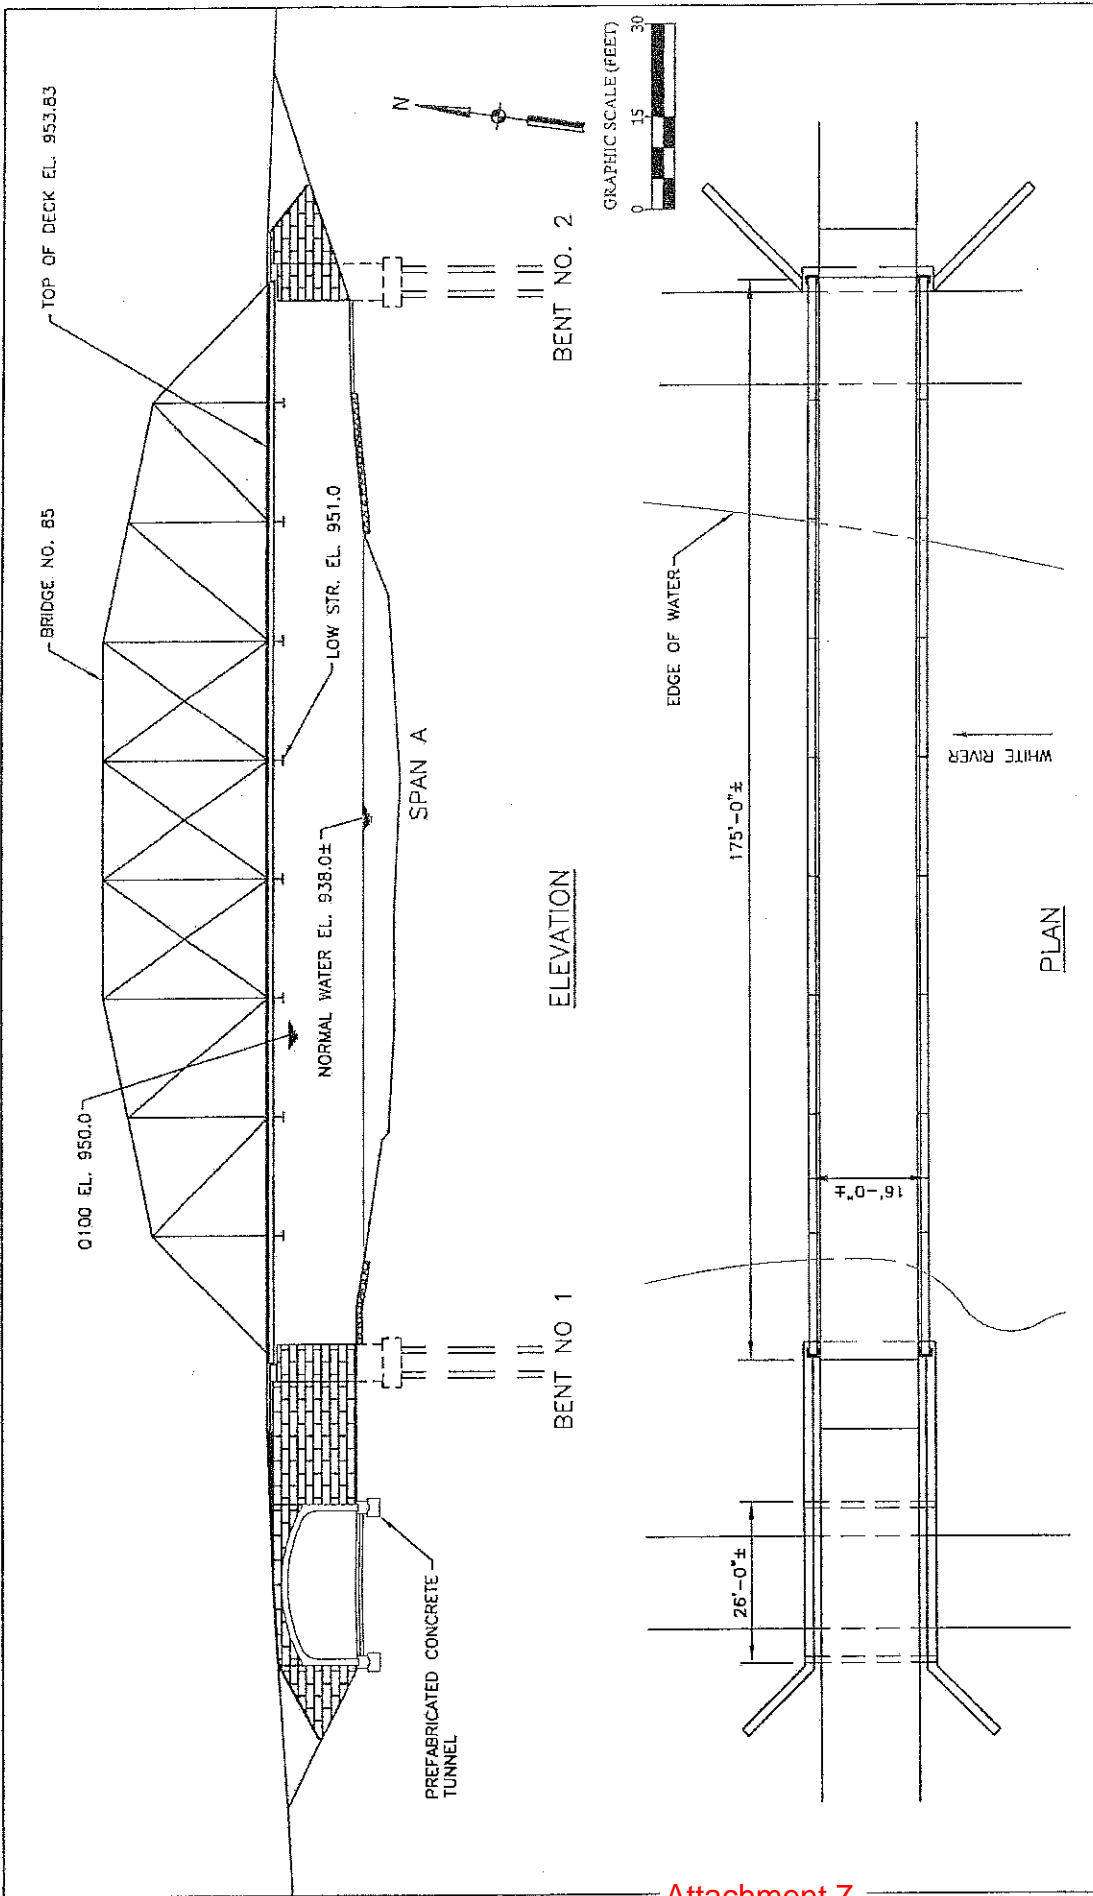 BRIDGE NO. 85
TOP OF DECK EL. 953.83
Q100 EL. 950.0
LOW STR. EL. 951.0
NORMAL WATER EL. 938.0±
SPAN A
PREFABRICATED CONCRETE
TUNNEL
BENT NO 1
BENT NO. 2
ELEVATION
N
GRAPHIC SCALE (FEET)
0 15 30
EDGE OF WATER
175'-0"±
WHITE RIVER
16'-0"±
26'-0"±
PLAN
Attachment 7